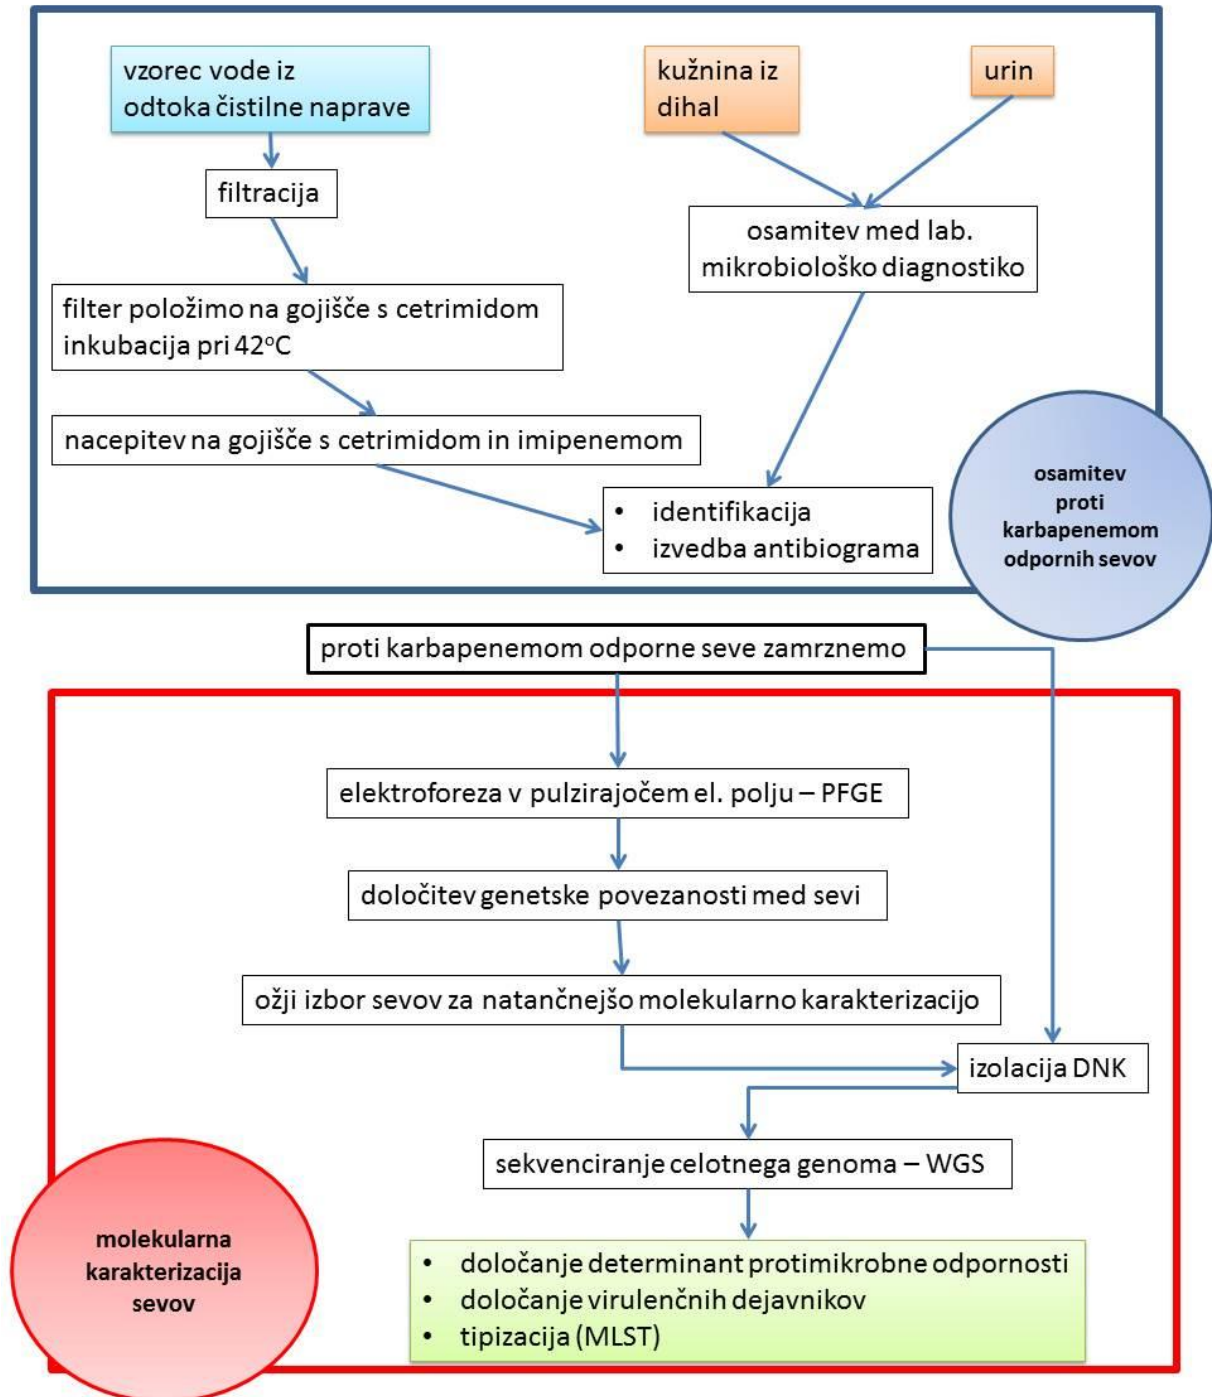 vzorec vode iz
odtoka čistilne naprave
kužnina iz
dihal
urin
filtracija
osamitev med lab.
mikrobiološko diagnostiko
filter položimo na gojišče s cetrimidom
inkubacija pri 42°C
nacepitev na gojišče s cetrimidom in imipenemom
• identifikacija
• izvedba antibiograma
osamitev
proti
karbapenemom
odpornih sevov
proti karbapenemom odporne seve zamrznemo
elektroforeza v pulzirajočem el. polju – PFGE
določitev genetske povezanosti med sevi
ožji izbor sevov za natančnejšo molekularno karakterizacijo
izolacija DNK
sekvenciranje celotnega genoma – WGS
molekularna
karakterizacija
sevov
• določanje determinant protimikrobne odpornosti
• določanje virulenčnih dejavnikov
• tipizacija (MLST)